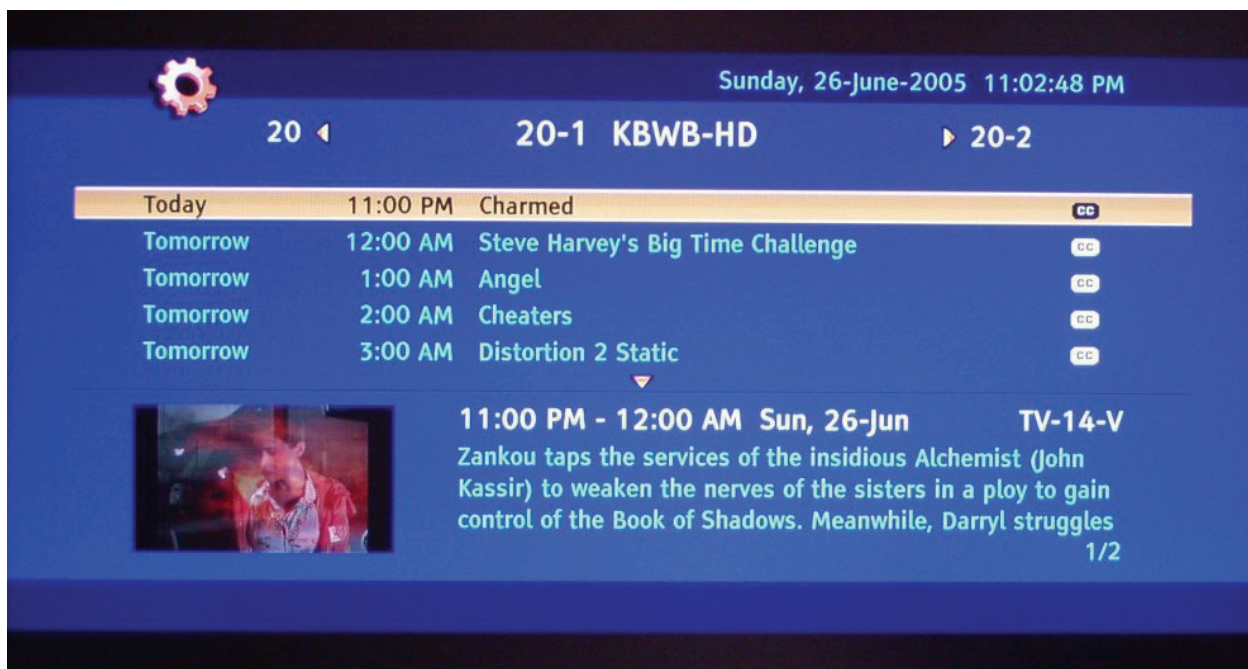 Sunday, 26-June-2005 11:02:48 PM
20 20-1 KBWB-HD 20-2
Today 11:00 PM Charmed CC
Tomorrow 12:00 AM Steve Harvey's Big Time Challenge CC
Tomorrow 1:00 AM Angel CC
Tomorrow 2:00 AM Cheaters CC
Tomorrow 3:00 AM Distortion 2 Static CC
11:00 PM - 12:00 AM Sun, 26-Jun TV-14-V
Zankou taps the services of the insidious Alchemist (John
Kassir) to weaken the nerves of the sisters in a ploy to gain
control of the Book of Shadows. Meanwhile, Darryl struggles
1/2